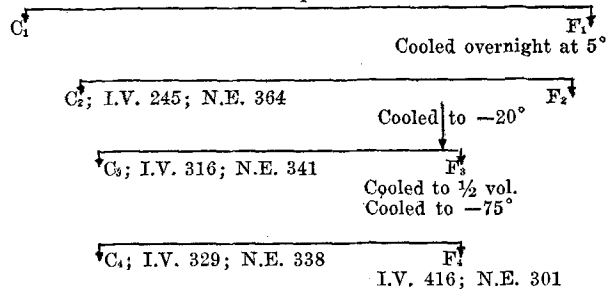 C₁ F₁
Cooled overnight at 5°
C₂; I.V. 245; N.E. 364 F₂
Cooled to −20°
C₃; I.V. 316; N.E. 341 F₃
Cooled to ½ vol.
Cooled to −75°
C₄; I.V. 329; N.E. 338 F₄
I.V. 416; N.E. 301